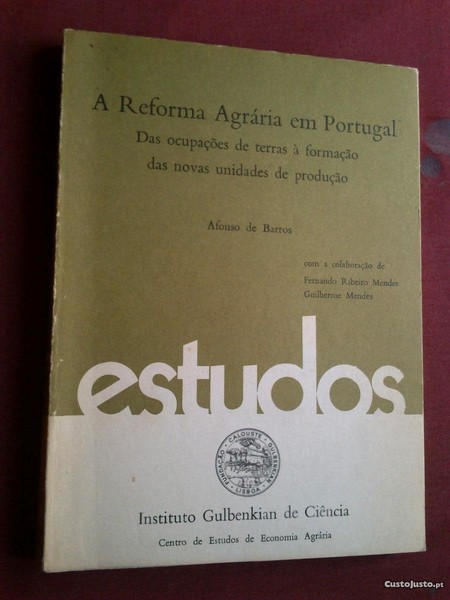 A Reforma Agrária em Portugal
Das ocupações de terras à formação
das novas unidades de produção
Afonso de Barros
com a colaboração de
Fernando Ribeiro Mendes
Guilherme Mendes
estudos
FUNDAÇÃO • CALOUSTE • GULBENKIAN • LISBOA
Instituto Gulbenkian de Ciência
Centro de Estudos de Economia Agrária
CustoJusto.pt